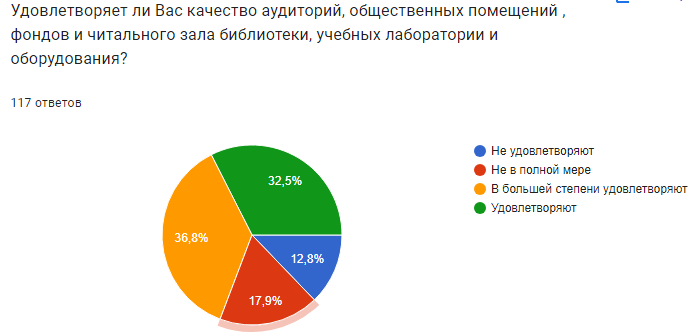 Удовлетворяет ли Вас качество аудиторий, общественных помещений ,
фондов и читального зала библиотеки, учебных лаборатории и
оборудования?
117 ответов
32,5%
36,8%
12,8%
17,9%
Не удовлетворяют
Не в полной мере
В большей степени удовлетворяют
Удовлетворяют